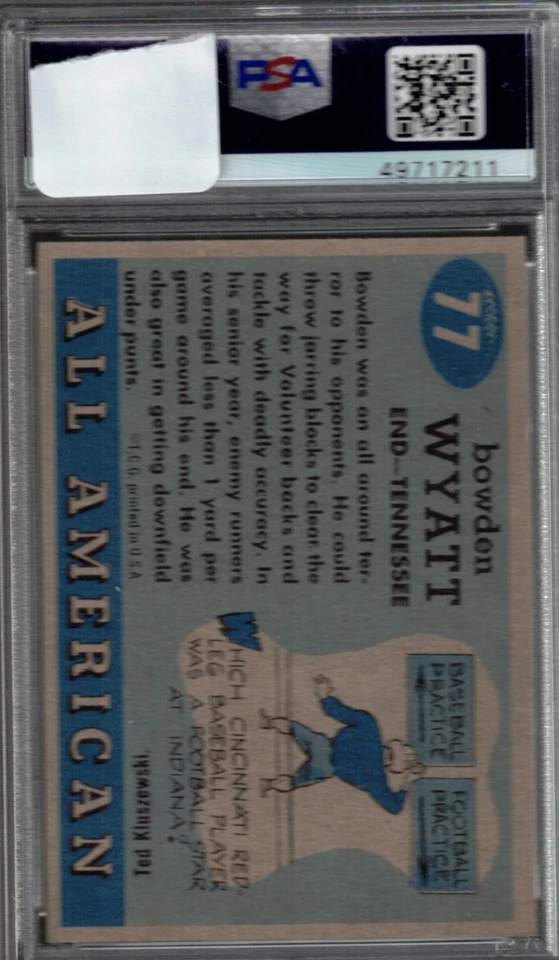 PSA
49717211
77
bowden
WYATT
END—TENNESSEE
Bowden was an all around ter-
ror to his opponents. He could
throw jarring blocks to clear the
way for Volunteer backs and
tackle with deadly accuracy. In
his senior year, enemy runners
averaged less than 1 yard per
game around his end. He was
also great in getting downfield
under punts.
©T.C.G. printed in U S A
BASEBALL
PRACTICE
FOOTBALL
PRACTICE
WHICH CINCINNATI RED-
LEG BASEBALL PLAYER
WAS A FOOTBALL STAR
AT INDIANA?
Ted Kluszewski
ALL AMERICAN